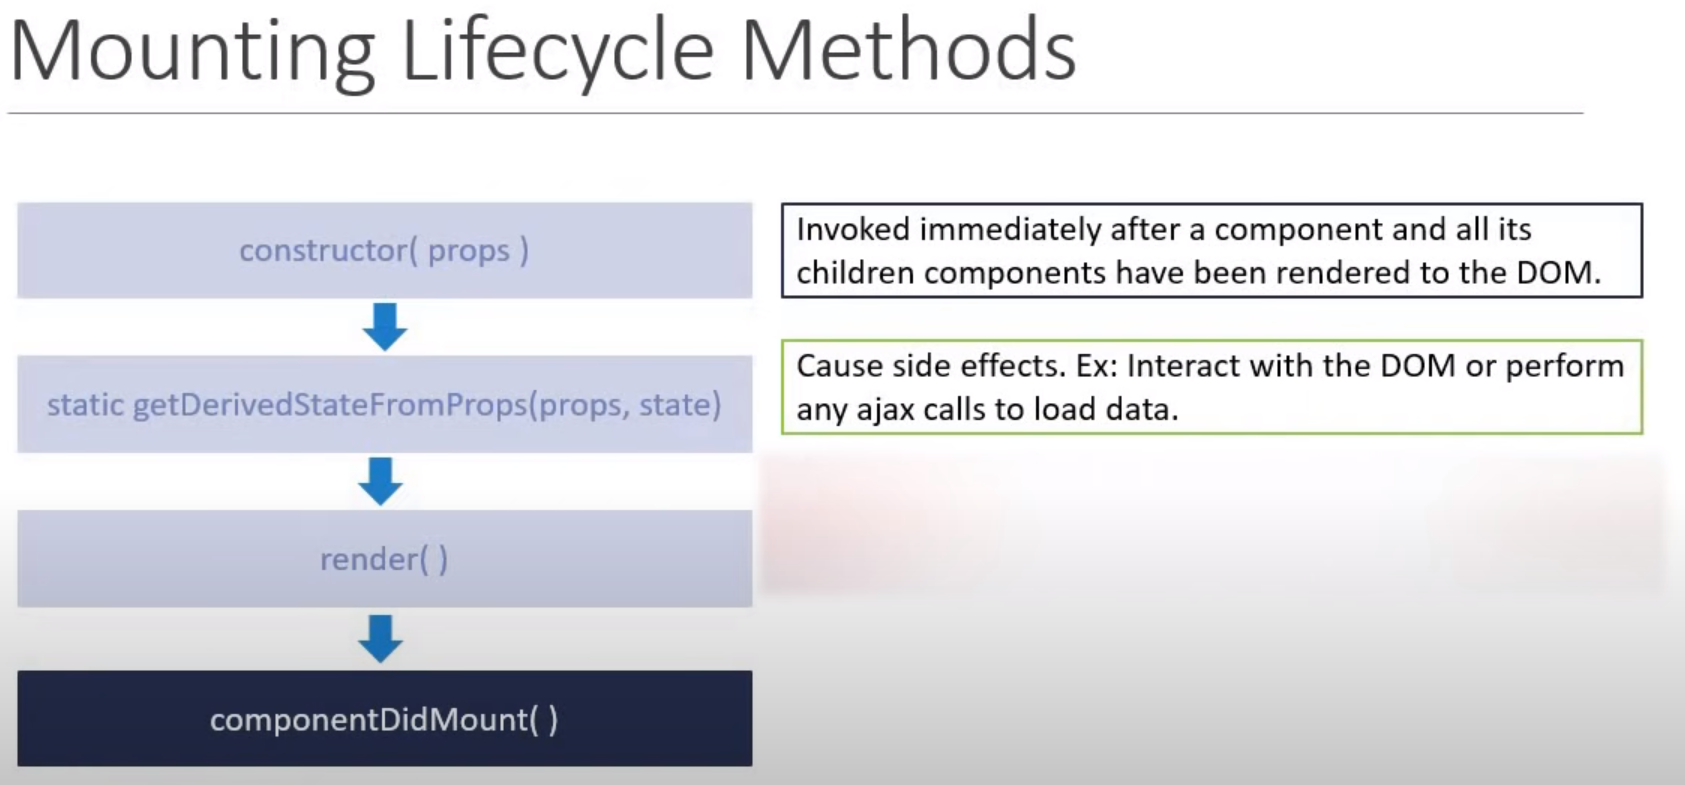 Mounting Lifecycle Methods
constructor( props )
static getDerivedStateFromProps(props, state)
render( )
componentDidMount( )
Invoked immediately after a component and all its
children components have been rendered to the DOM.
Cause side effects. Ex: Interact with the DOM or perform
any ajax calls to load data.